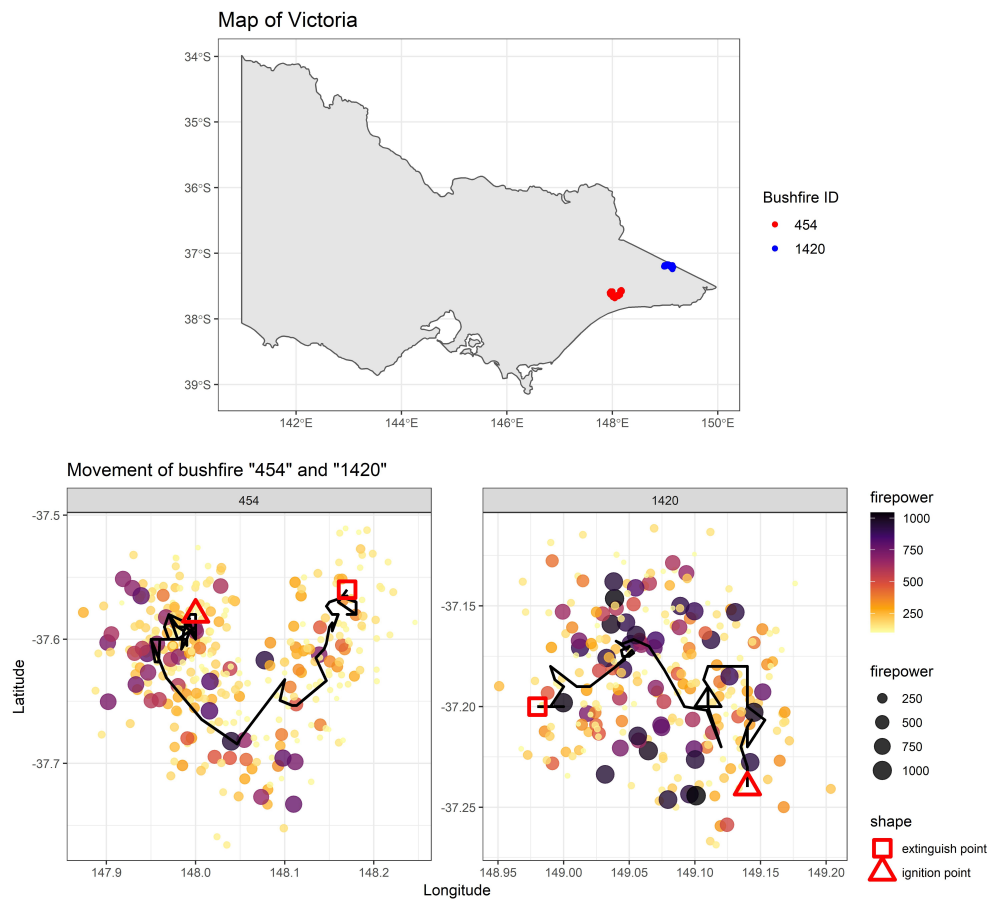 Map of Victoria
34°S
35°S
36°S
37°S
38°S
39°S
142°E
144°E
146°E
148°E
150°E
Bushfire ID
454
1420
Movement of bushfire "454" and "1420"
454
1420
-37.5
-37.6
-37.7
147.9
148.0
148.1
148.2
-37.15
-37.20
-37.25
148.95
149.00
149.05
149.10
149.15
149.20
Latitude
Longitude
firepower
1000
750
500
250
firepower
250
500
750
1000
shape
extinguish point
ignition point